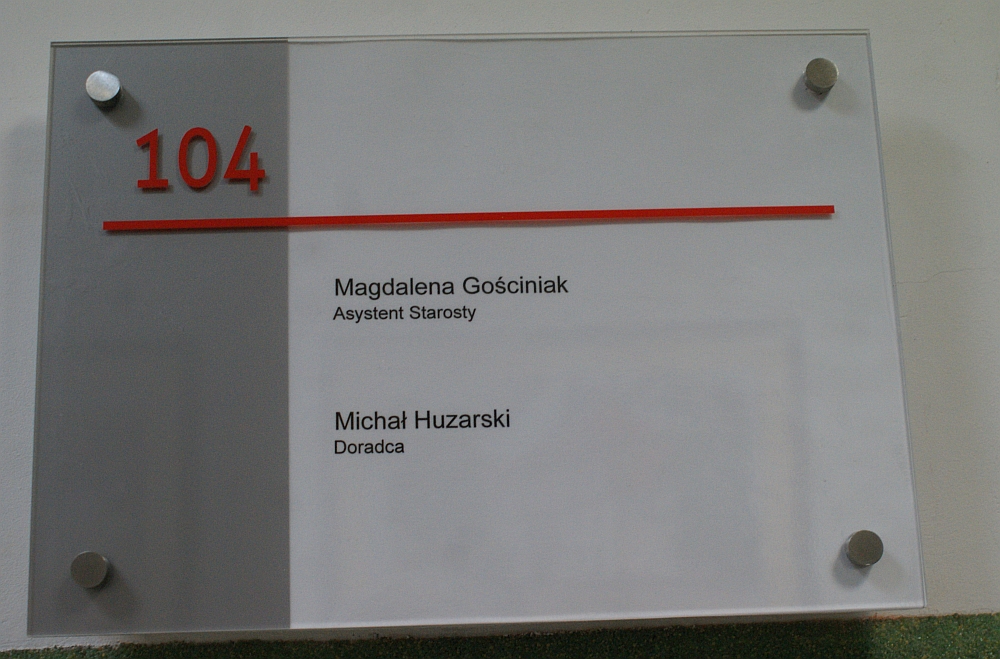 104
Magdalena Gościniak
Asystent Starosty
Michał Huzarski
Doradca